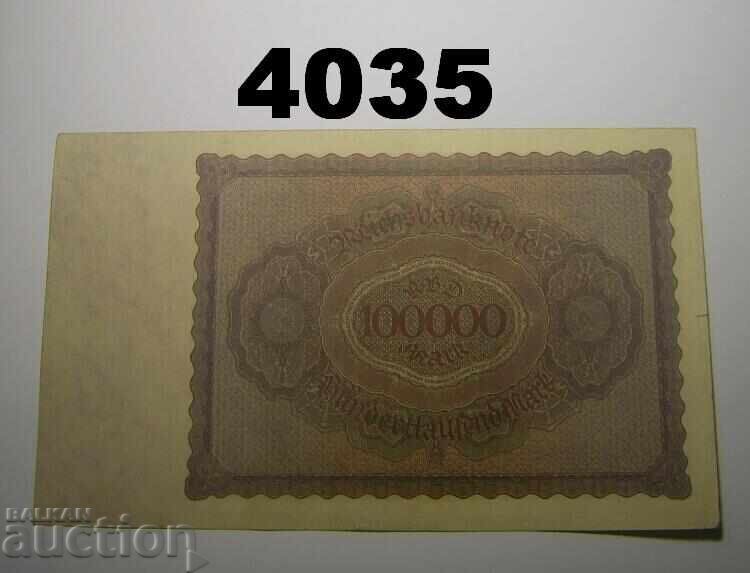 4035
Reichsbanknote
R.B.D
100000
Mark
Hunderttausend Mark
BALKAN
auction